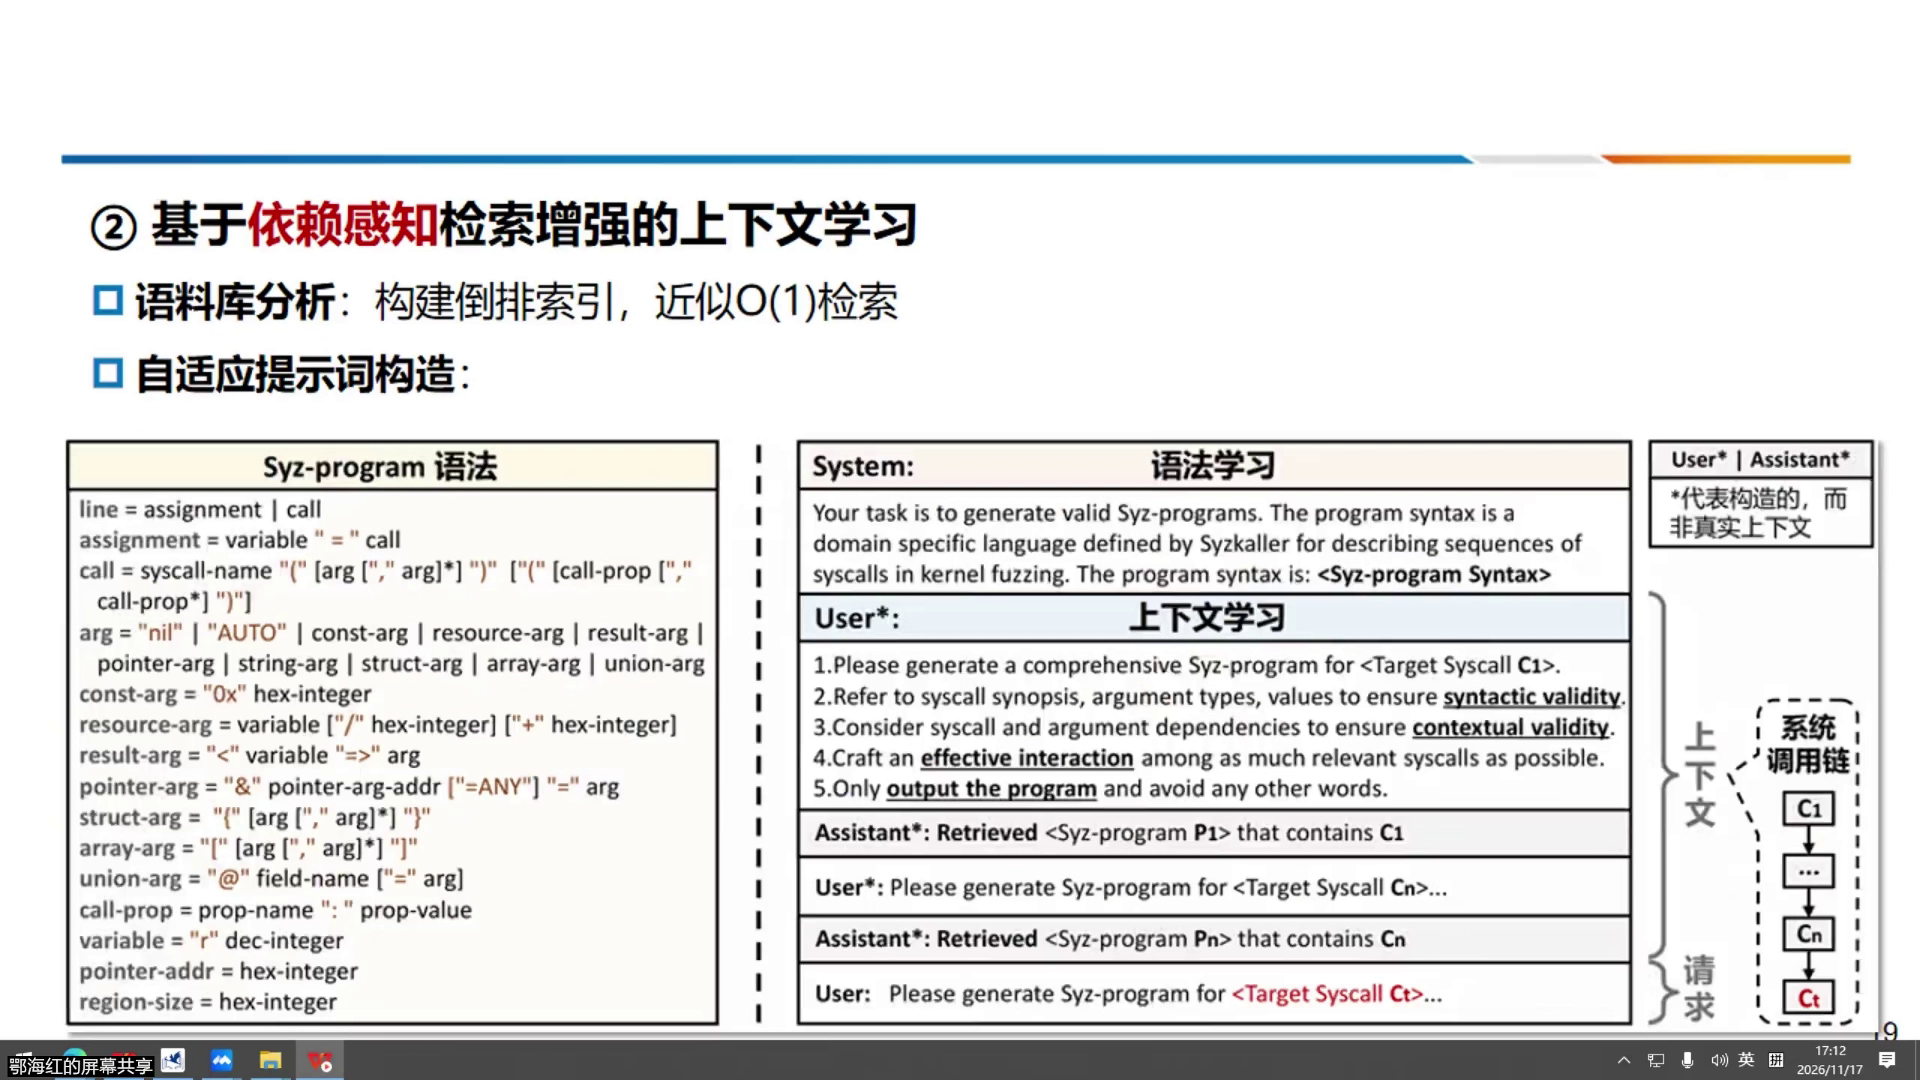 ② 基于依赖感知检索增强的上下文学习
语料库分析：构建倒排索引，近似O(1)检索
自适应提示词构造：
Syz-program 语法
line = assignment | call
assignment = variable " = " call
call = syscall-name "(" [arg ["," arg]*] ")" ["(" [call-prop [","
call-prop*] ")"]
arg = "nil" | "AUTO" | const-arg | resource-arg | result-arg |
pointer-arg | string-arg | struct-arg | array-arg | union-arg
const-arg = "0x" hex-integer
resource-arg = variable ["/" hex-integer] ["+" hex-integer]
result-arg = "<" variable "=>" arg
pointer-arg = "&" pointer-arg-addr ["=ANY"] "=" arg
struct-arg = "{" [arg ["," arg]*] "}"
array-arg = "[" [arg ["," arg]*] "]"
union-arg = "@" field-name ["=" arg]
call-prop = prop-name ": " prop-value
variable = "r" dec-integer
pointer-addr = hex-integer
region-size = hex-integer
System: 语法学习
Your task is to generate valid Syz-programs. The program syntax is a
domain specific language defined by Syzkaller for describing sequences of
syscalls in kernel fuzzing. The program syntax is: <Syz-program Syntax>
User*: 上下文学习
1.Please generate a comprehensive Syz-program for <Target Syscall C1>.
2.Refer to syscall synopsis, argument types, values to ensure syntactic validity.
3.Consider syscall and argument dependencies to ensure contextual validity.
4.Craft an effective interaction among as much relevant syscalls as possible.
5.Only output the program and avoid any other words.
Assistant*: Retrieved <Syz-program P1> that contains C1
User*: Please generate Syz-program for <Target Syscall Cn>...
Assistant*: Retrieved <Syz-program Pn> that contains Cn
User: Please generate Syz-program for <Target Syscall Ct>...
User* | Assistant*
*代表构造的，而
非真实上下文
上下文
请求
系统
调用链
C1
...
Cn
Ct
9
鄂海红的屏幕共享
英
拼
17:12
2026/11/17